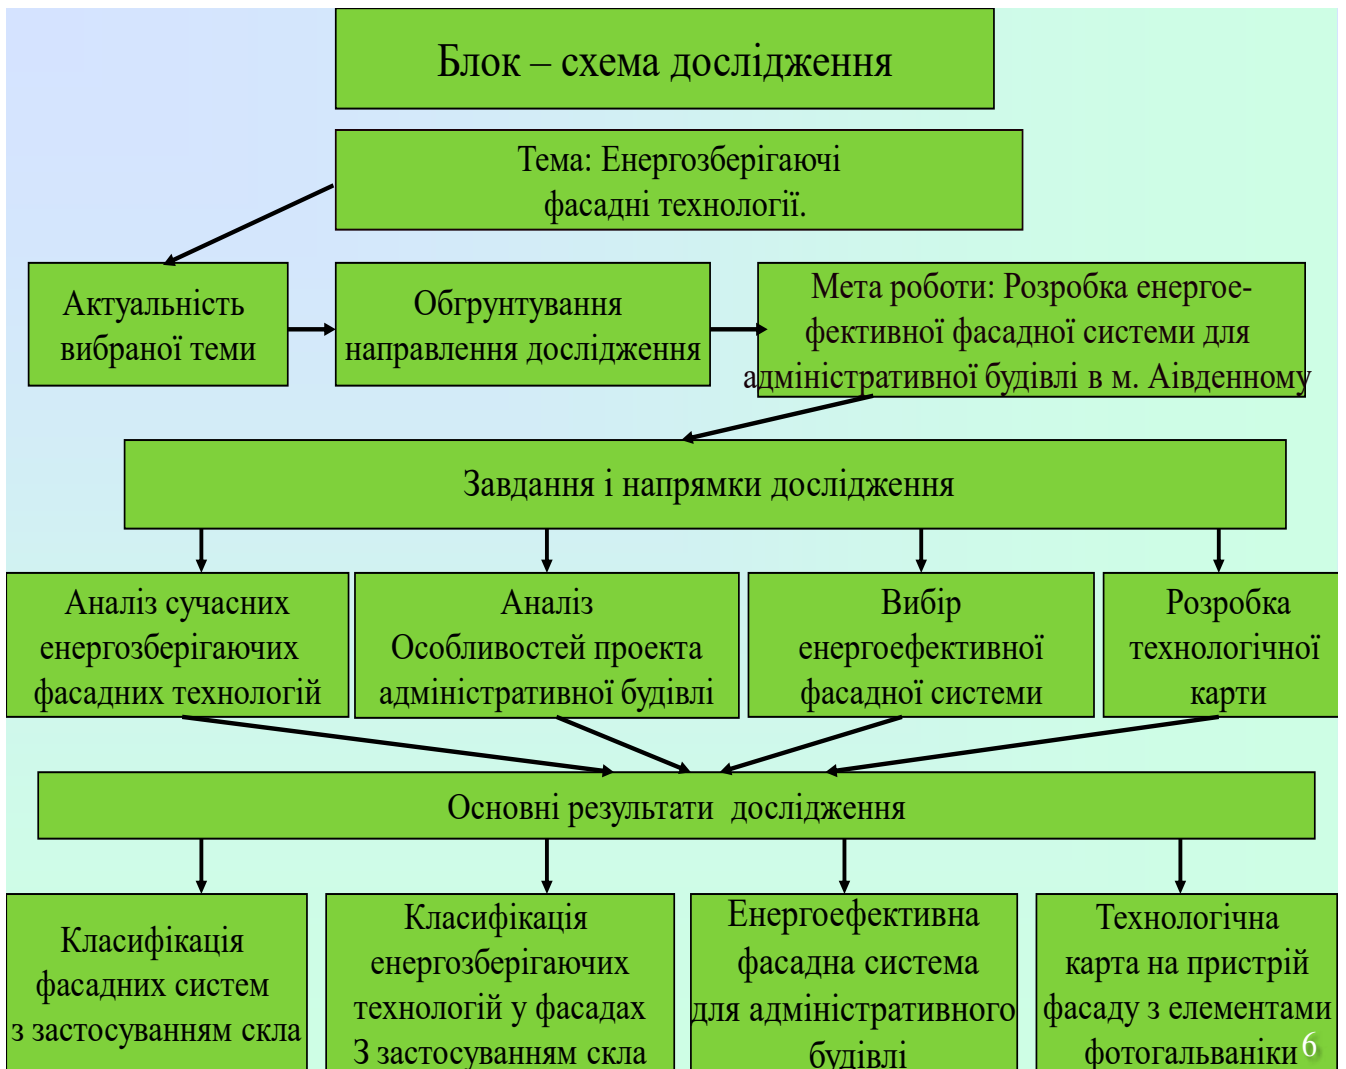 Блок – схема дослідження
Тема: Енергозберігаючі
фасадні технології.
Актуальність
вибраної теми
Обгрунтування
направлення дослідження
Мета роботи: Розробка енергое-
фективної фасадної системи для
адміністративної будівлі в м. Аівденному
Завдання і напрямки дослідження
Аналіз сучасних
енергозберігаючих
фасадних технологій
Аналіз
Особливостей проекта
адміністративної будівлі
Вибір
енергоефективної
фасадної системи
Розробка
технологічної
карти
Основні результати дослідження
Класифікація
фасадних систем
з застосуванням скла
Класифікація
енергозберігаючих
технологій у фасадах
З застосуванням скла
Енергоефективна
фасадна система
для адміністративного
будівлі
Технологічна
карта на пристрій
фасаду з елементами
фотогальваніки
6